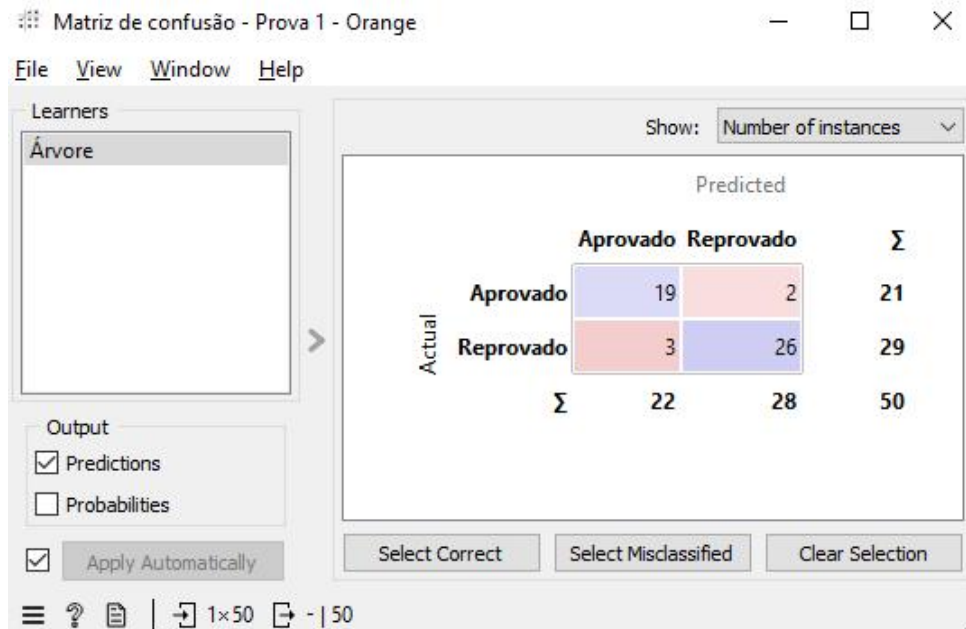 Matriz de confusão - Prova 1 - Orange
File View Window Help
Learners
Árvore
Show: Number of instances
Predicted
Aprovado Reprovado Σ
Aprovado 19 2 21
Actual
Reprovado 3 26 29
Σ 22 28 50
Output
Predictions
Probabilities
Apply Automatically
Select Correct Select Misclassified Clear Selection
1×50 - | 50